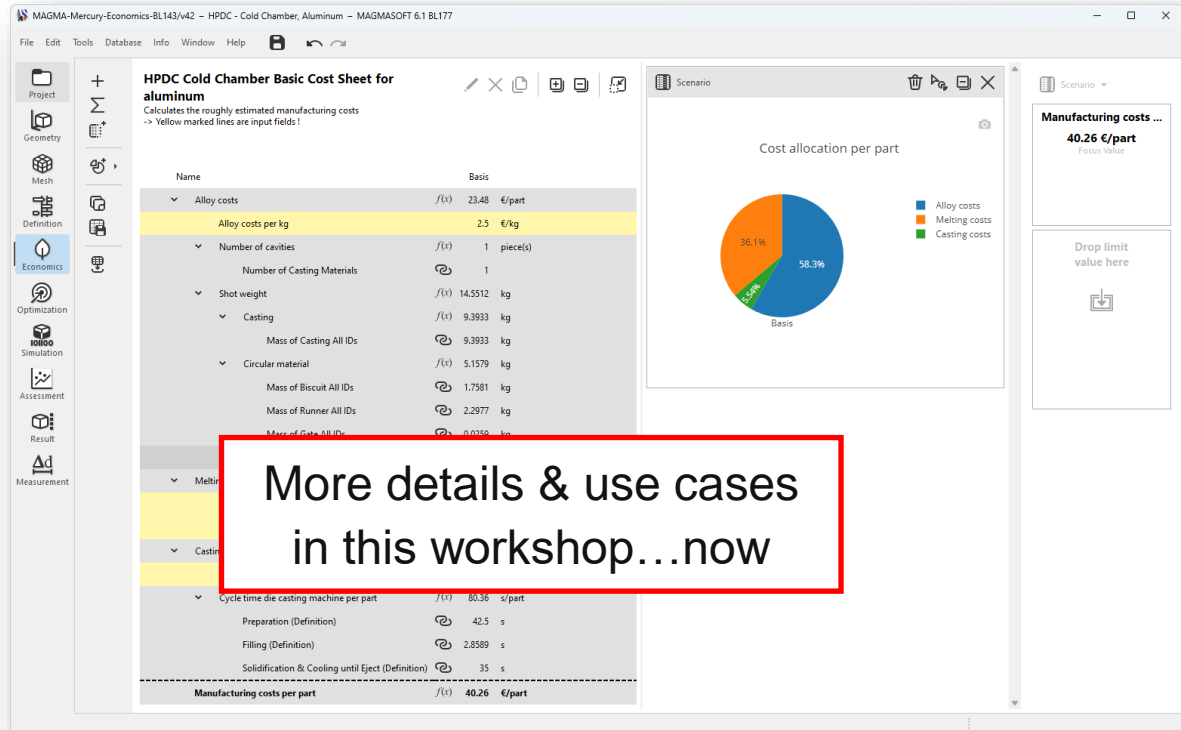 MAGMA-Mercury-Economics-BL143/v42 – HPDC - Cold Chamber, Aluminum – MAGMASOFT 6.1 BL177
File Edit Tools Database Info Window Help
Project
Geometry
Mesh
Definition
Economics
Optimization
Simulation
Assessment
Result
Δd
Measurement
HPDC Cold Chamber Basic Cost Sheet for
aluminum
Calculates the roughly estimated manufacturing costs
-> Yellow marked lines are input fields !
Name Basis
Alloy costs f(x) 23.48 €/part
Alloy costs per kg 2.5 €/kg
Number of cavities f(x) 1 piece(s)
Number of Casting Materials 1
Shot weight f(x) 14.5512 kg
Casting f(x) 9.3933 kg
Mass of Casting All IDs 9.3933 kg
Circular material f(x) 5.1579 kg
Mass of Biscuit All IDs 1.7581 kg
Mass of Runner All IDs 2.2977 kg
Mass of Gate All IDs 0.0259 kg
More details & use cases
in this workshop…now
Cycle time die casting machine per part f(x) 80.36 s/part
Preparation (Definition) 42.5 s
Filling (Definition) 2.8589 s
Solidification & Cooling until Eject (Definition) 35 s
Manufacturing costs per part f(x) 40.26 €/part
Scenario
Cost allocation per part
36.1%
58.3%
5.54%
Basis
Alloy costs
Melting costs
Casting costs
Scenario
Manufacturing costs ...
40.26 €/part
Focus Value
Drop limit
value here